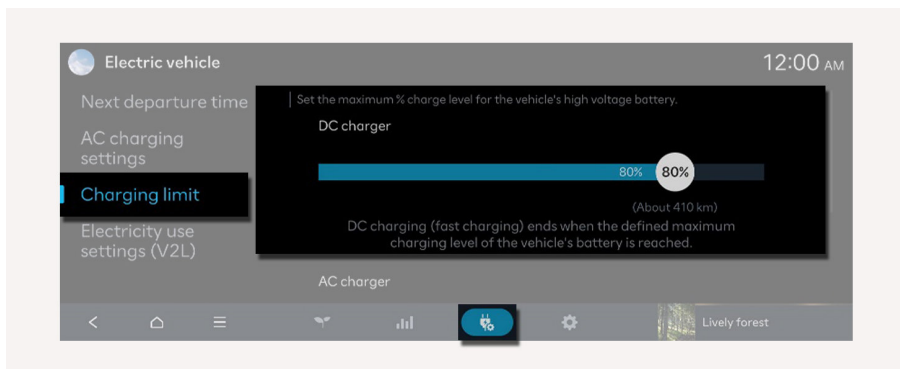 Electric vehicle
12:00 AM
Next departure time
AC charging
settings
Charging limit
Electricity use
settings (V2L)
Set the maximum % charge level for the vehicle's high voltage battery.
DC charger
80% 80%
(About 410 km)
DC charging (fast charging) ends when the defined maximum
charging level of the vehicle's battery is reached.
AC charger
Lively forest